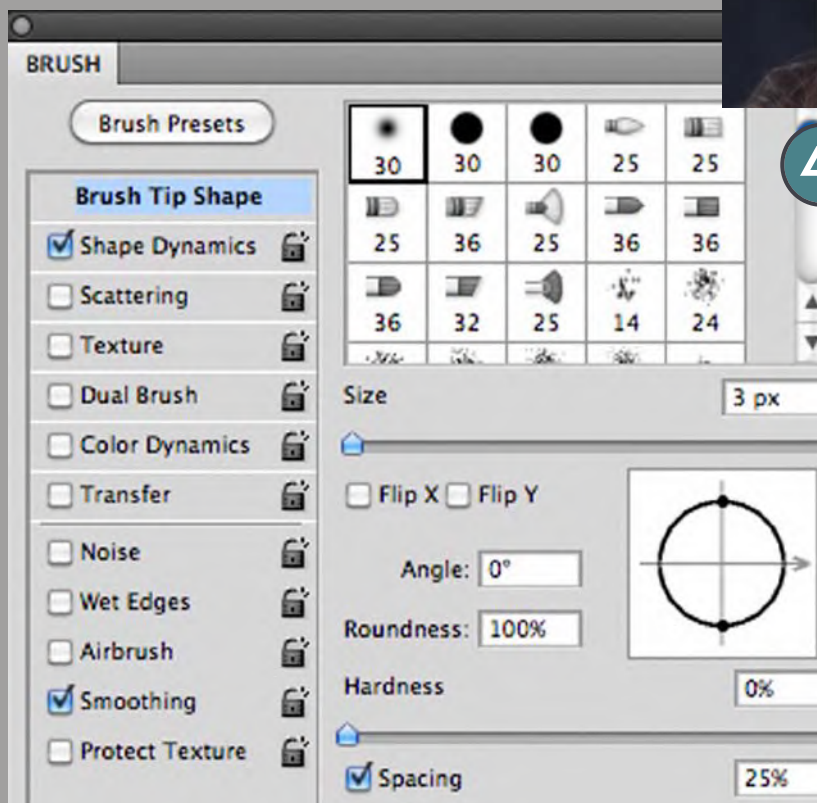 BRUSH
Brush Presets
30 30 30 25 25
Brush Tip Shape
25 36 25 36 36
Shape Dynamics
Scattering
36 32 25 14 24
Texture
Dual Brush
Size 3 px
Color Dynamics
Transfer
Flip X Flip Y
Noise
Angle: 0°
Wet Edges
Roundness: 100%
Airbrush
Hardness 0%
Smoothing
Protect Texture
Spacing 25%